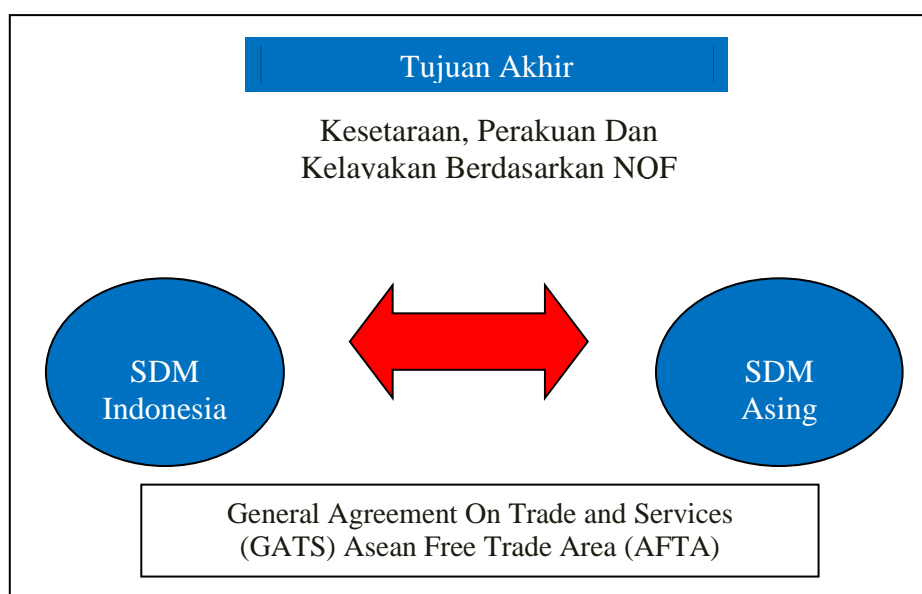 Tujuan Akhir
Kesetaraan, Perakuan Dan
Kelayakan Berdasarkan NQF
SDM
Indonesia
SDM
Asing
General Agreement On Trade and Services
(GATS) Asean Free Trade Area (AFTA)